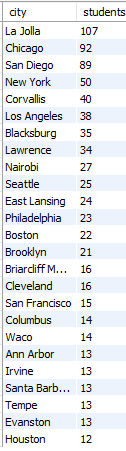 city students
La Jolla 107
Chicago 92
San Diego 89
New York 50
Corvallis 40
Los Angeles 38
Blacksburg 35
Lawrence 34
Nairobi 27
Seattle 25
East Lansing 24
Philadelphia 23
Boston 22
Brooklyn 21
Briarcliff M... 16
Cleveland 16
San Francisco 15
Columbus 14
Waco 14
Ann Arbor 13
Irvine 13
Santa Barb... 13
Tempe 13
Evanston 13
Houston 12